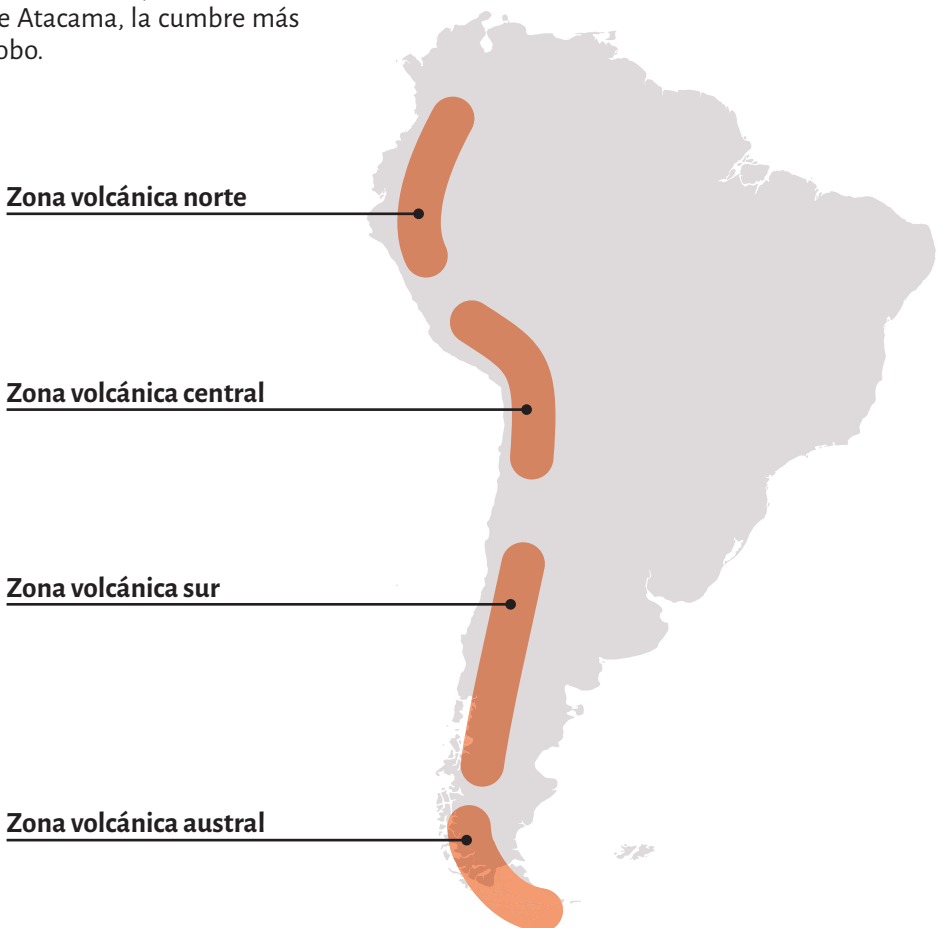 e Atacama, la cumbre más
obo.
Zona volcánica norte
Zona volcánica central
Zona volcánica sur
Zona volcánica austral